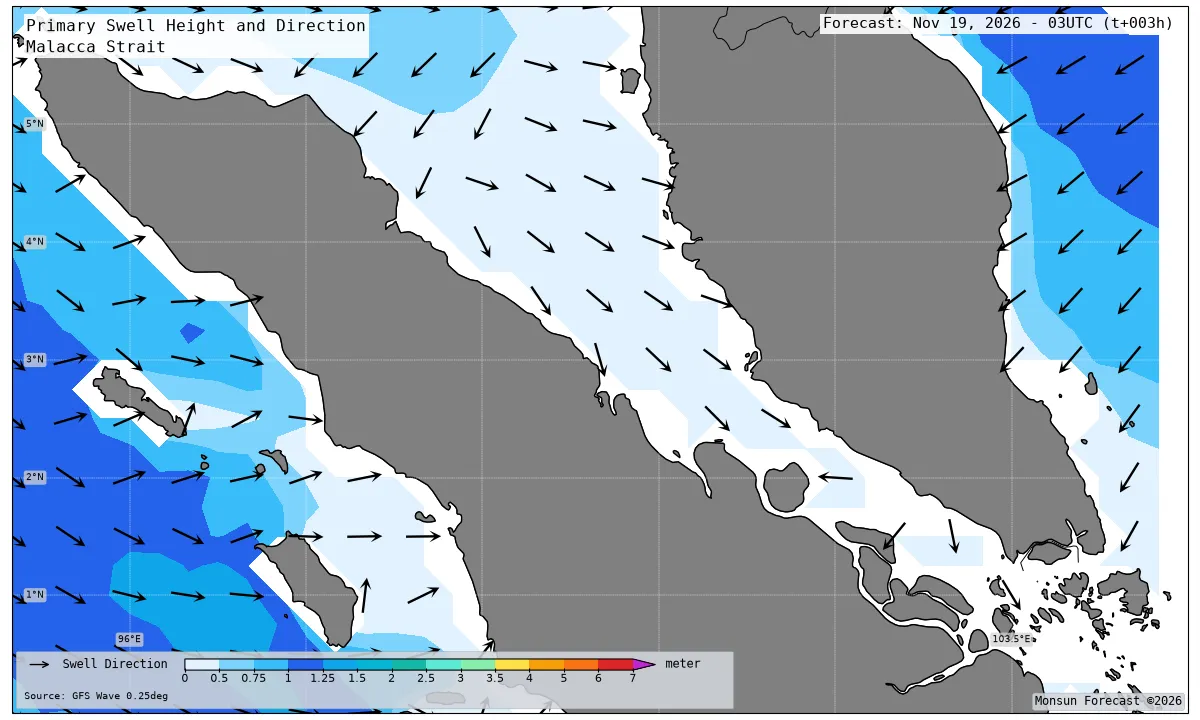 Primary Swell Height and Direction
Malacca Strait
Forecast: Nov 19, 2026 - 03UTC (t+003h)
5°N
4°N
3°N
2°N
1°N
96°E
103.5°E
Swell Direction
meter
0 0.5 0.75 1 1.25 1.5 2 2.5 3 3.5 4 5 6 7
Source: GFS Wave 0.25deg
Monsun Forecast ©2026